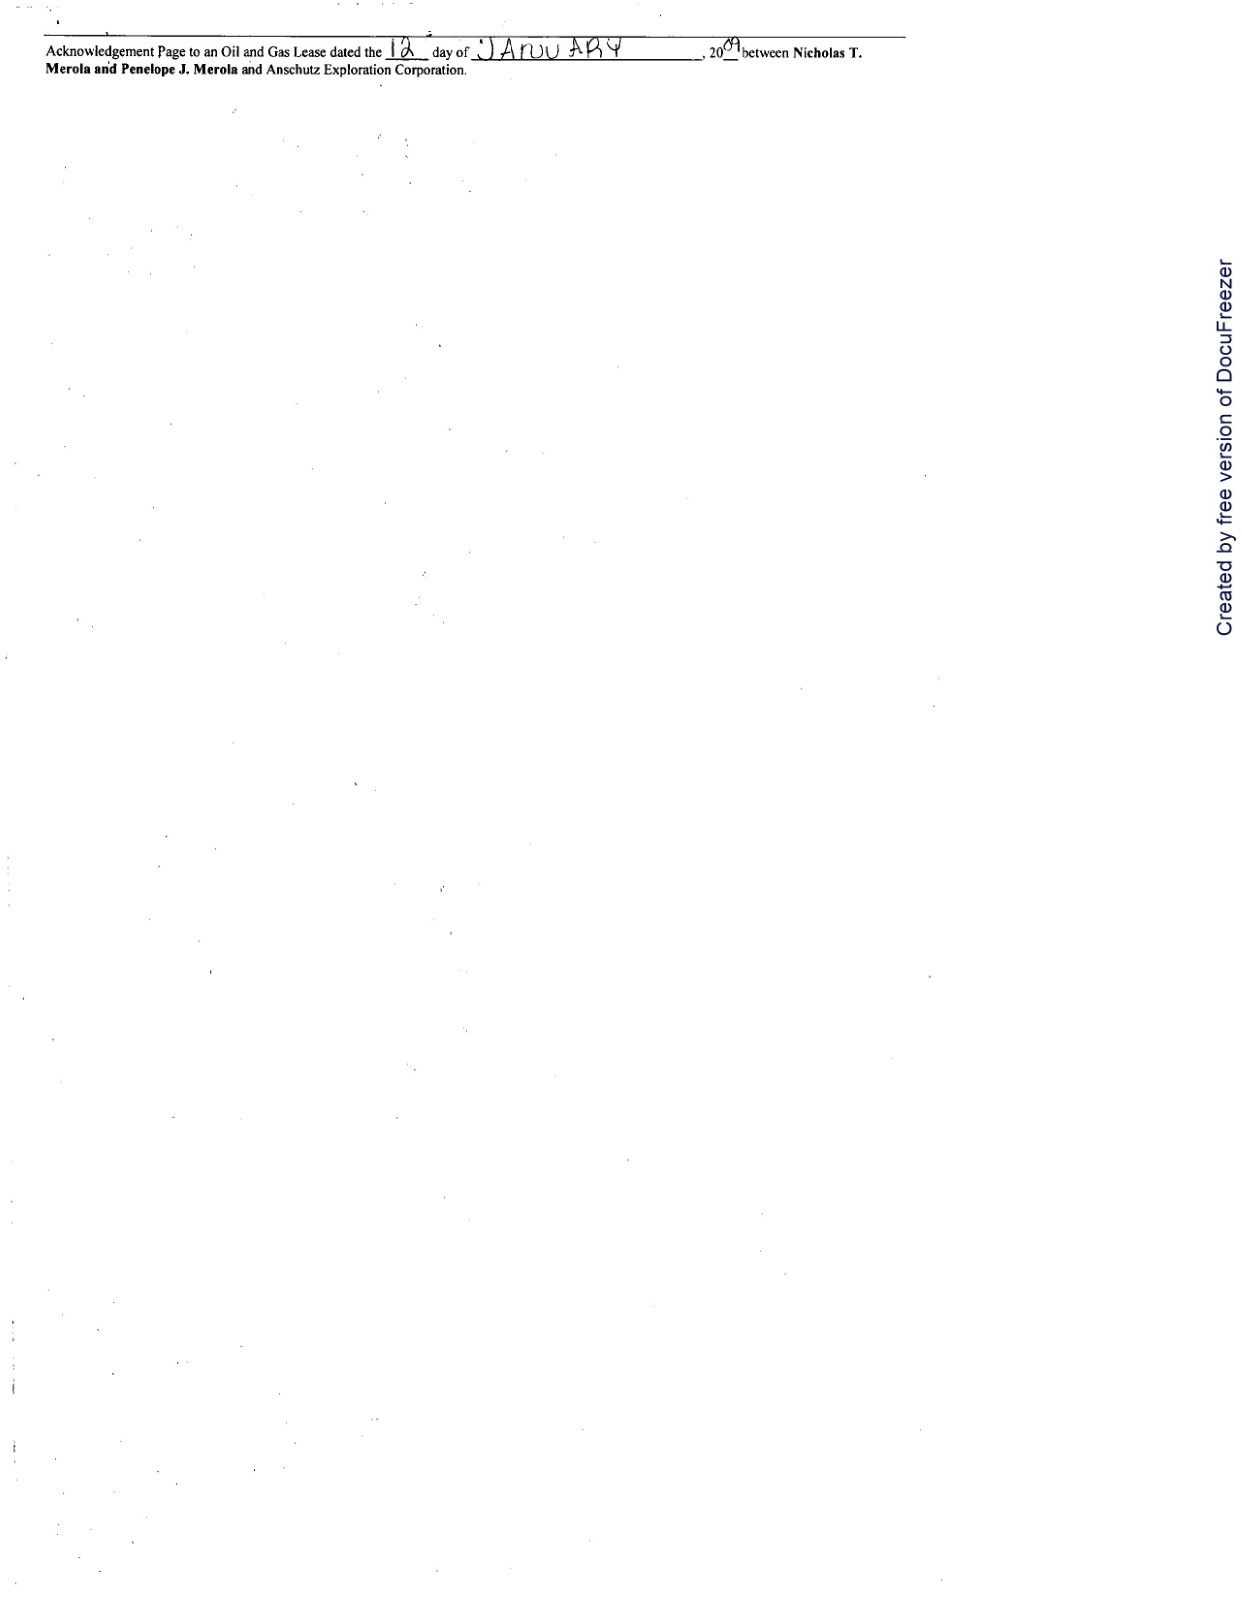 Acknowledgement Page to an Oil and Gas Lease dated the 12 day of JANUARY, 2009 between Nicholas T.
Merola and Penelope J. Merola and Anschutz Exploration Corporation.
Created by free version of DocuFreezer